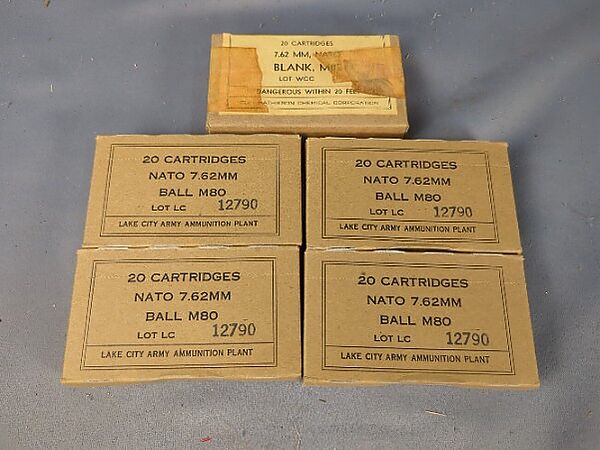 20 CARTRIDGES
7.62 MM, NATO
BLANK,
LOT WCC
DANGEROUS WITHIN 20 FEET
CHEMICAL CORPORATION
20 CARTRIDGES
NATO 7.62MM
BALL M80
LOT LC 12790
LAKE CITY ARMY AMMUNITION PLANT
20 CARTRIDGES
NATO 7.62MM
BALL M80
LOT LC 12790
LAKE CITY ARMY AMMUNITION PLANT
20 CARTRIDGES
NATO 7.62MM
BALL M80
LOT LC 12790
LAKE CITY ARMY AMMUNITION PLANT
20 CARTRIDGES
NATO 7.62MM
BALL M80
LOT LC 12790
LAKE CITY ARMY AMMUNITION PLANT